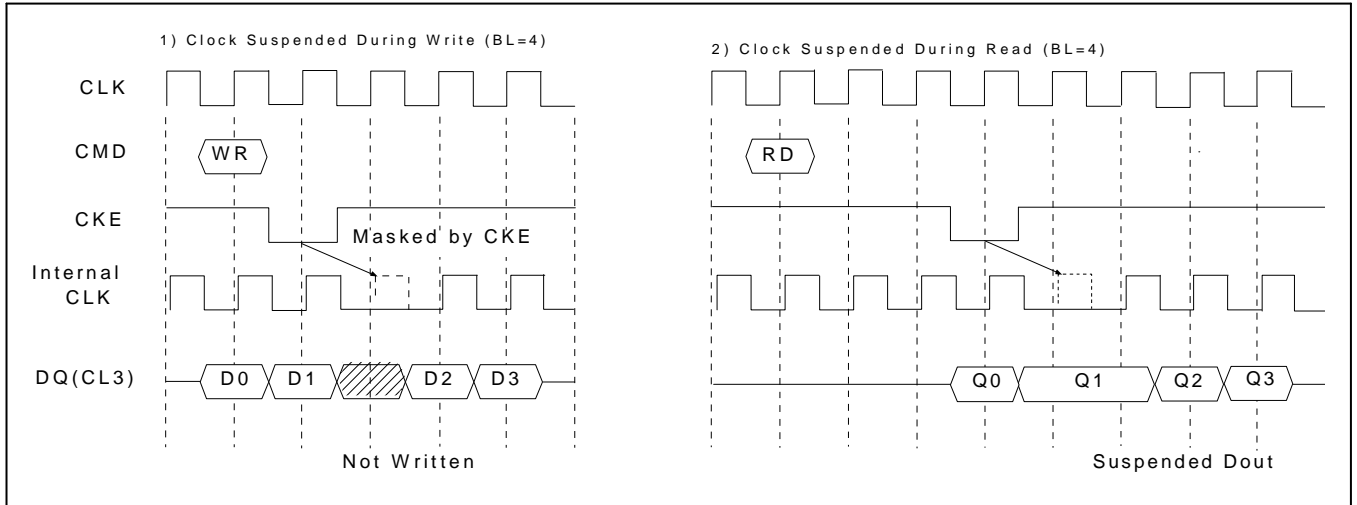 1) Clock Suspended During Write (BL=4)
2) Clock Suspended During Read (BL=4)
CLK
CMD
WR
RD
CKE
Masked by CKE
Internal
CLK
DQ(CL3)
D0
D1
D2
D3
Q0
Q1
Q2
Q3
Not Written
Suspended Dout